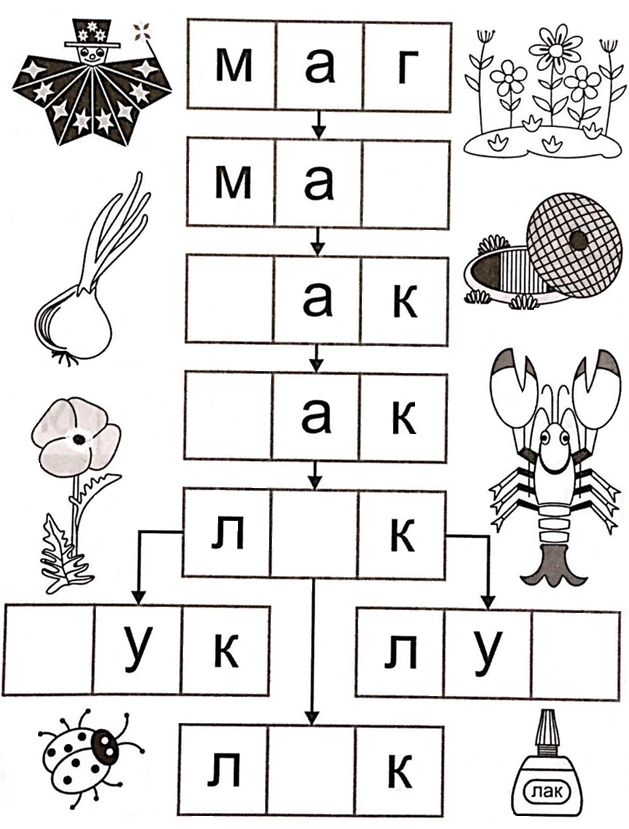 м а г
м а
а к
а к
л к
у к л у
л к
лак